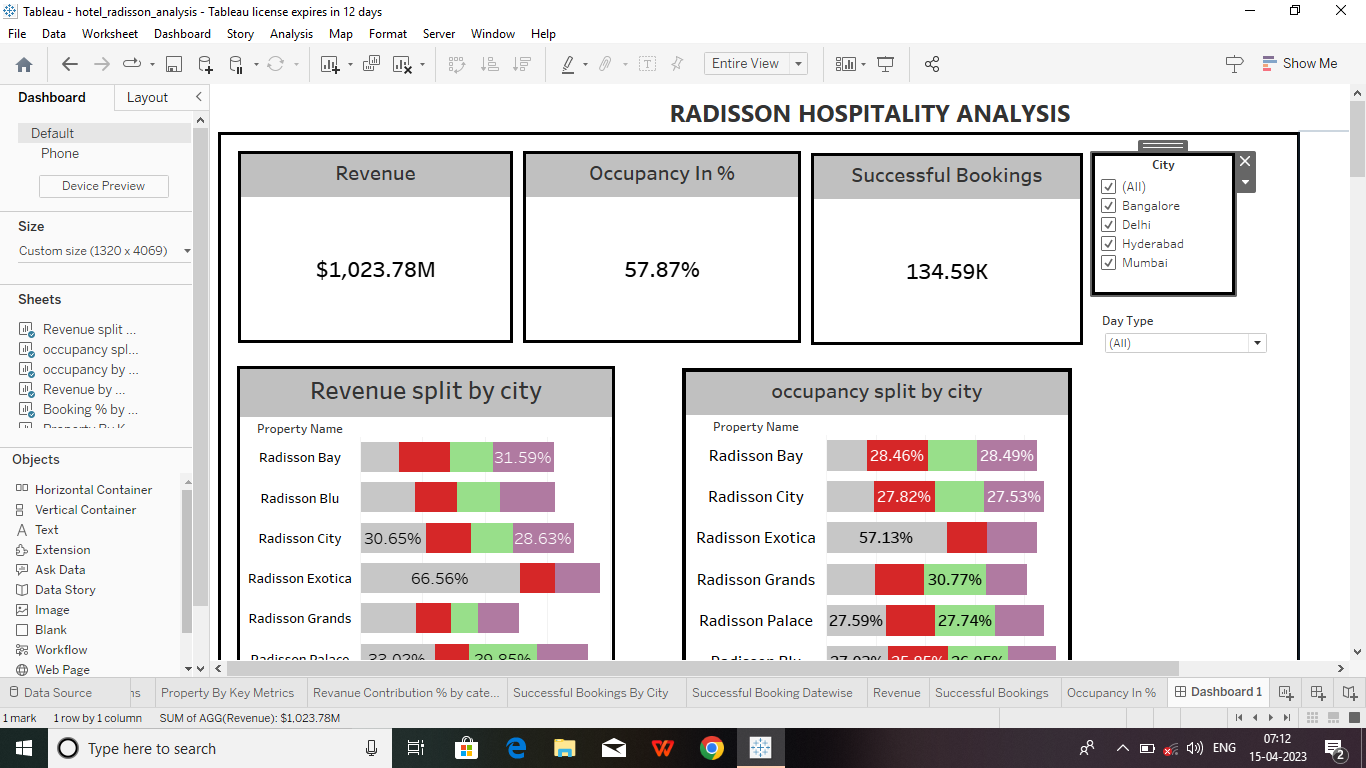 Tableau - hotel_radisson_analysis - Tableau license expires in 12 days
File Data Worksheet Dashboard Story Analysis Map Format Server Window Help
Entire View
Show Me
Dashboard Layout
Default
Phone
Device Preview
Size
Custom size (1320 x 4069)
Sheets
Revenue split ...
occupancy spl...
occupancy by ...
Revenue by ...
Booking % by ...
Objects
Horizontal Container
Vertical Container
Text
Extension
Ask Data
Data Story
Image
Blank
Workflow
Web Page
RADISSON HOSPITALITY ANALYSIS
Revenue
$1,023.78M
Occupancy In %
57.87%
Successful Bookings
134.59K
City
(All)
Bangalore
Delhi
Hyderabad
Mumbai
Day Type
(All)
Revenue split by city
Property Name
Radisson Bay 31.59%
Radisson Blu
Radisson City 30.65% 28.63%
Radisson Exotica 66.56%
Radisson Grands
Radisson Palace 29.85%
occupancy split by city
Property Name
Radisson Bay 28.46% 28.49%
Radisson City 27.82% 27.53%
Radisson Exotica 57.13%
Radisson Grands 30.77%
Radisson Palace 27.59% 27.74%
Radisson Blu
Data Source ns Property By Key Metrics Revanue Contribution % by cate... Successful Bookings By City Successful Booking Datewise Revenue Successful Bookings Occupancy In % Dashboard 1
1 mark 1 row by 1 column SUM of AGG(Revenue): $1,023.78M
Type here to search
ENG
07:12
15-04-2023
2